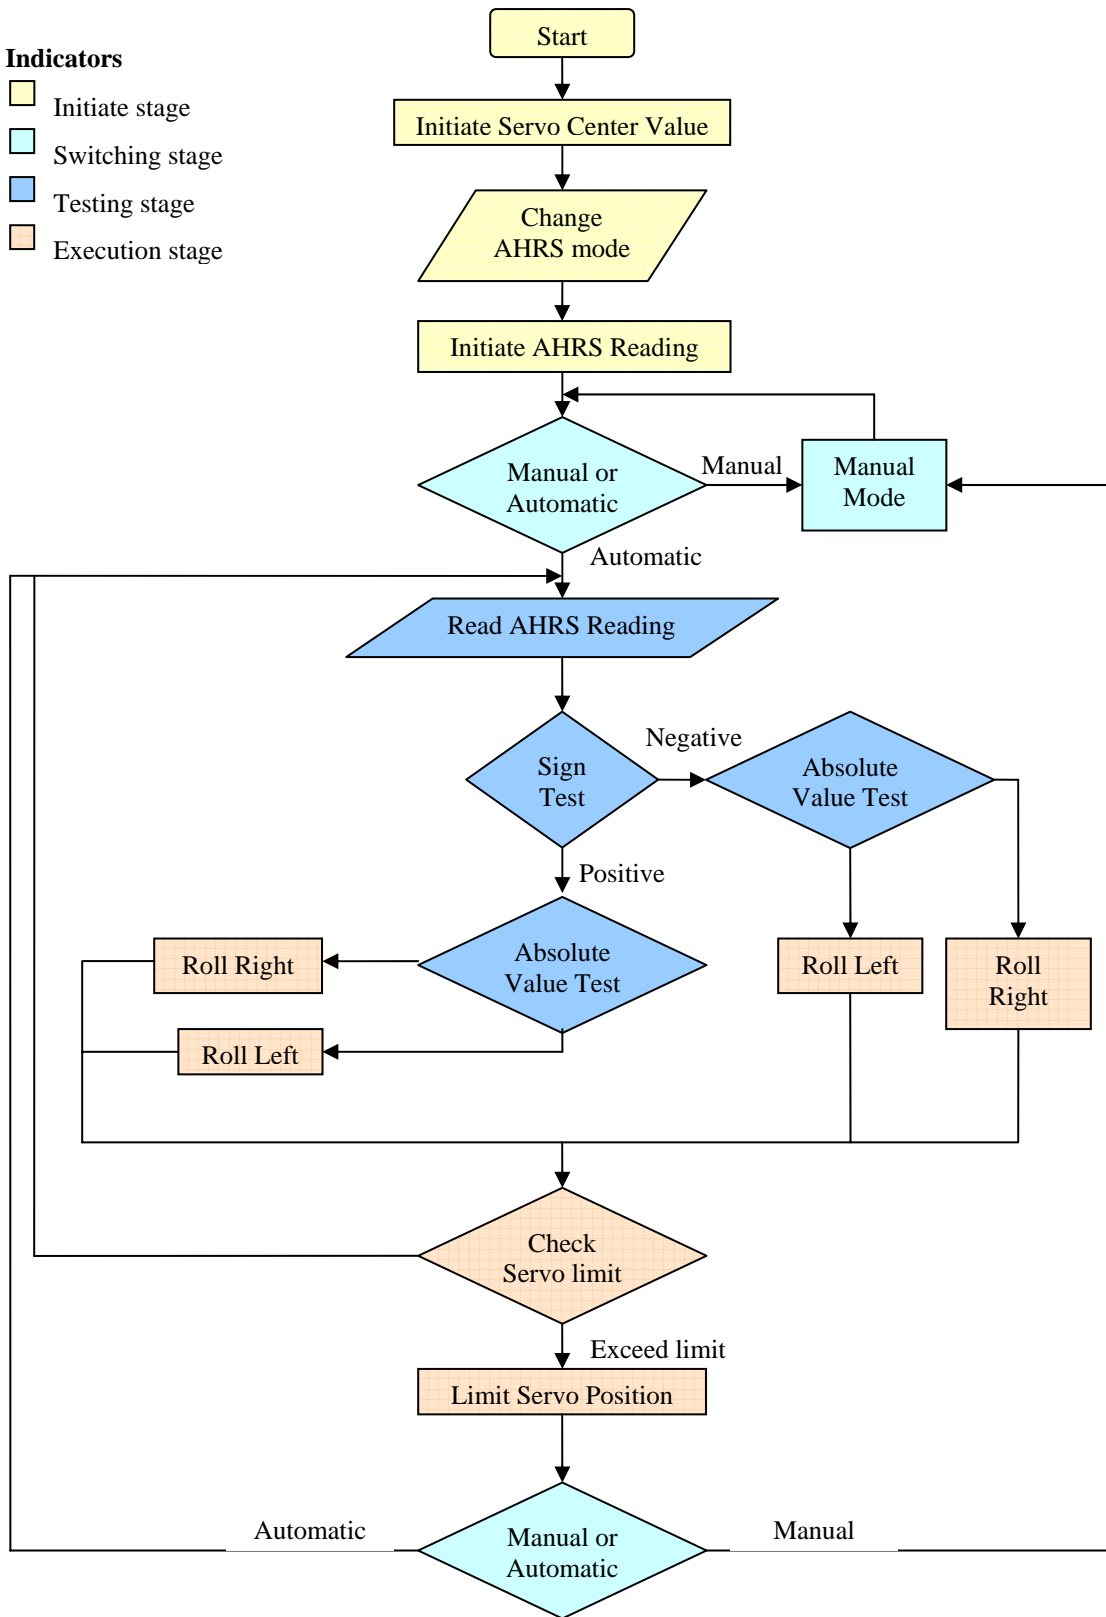 Start
Indicators
Initiate stage
Switching stage
Testing stage
Execution stage
Initiate Servo Center Value
Change
AHRS mode
Initiate AHRS Reading
Manual or
Automatic
Manual
Manual
Mode
Automatic
Read AHRS Reading
Sign
Test
Negative
Absolute
Value Test
Positive
Absolute
Value Test
Roll Right
Roll Left
Roll Left
Roll
Right
Check
Servo limit
Exceed limit
Limit Servo Position
Automatic
Manual or
Automatic
Manual